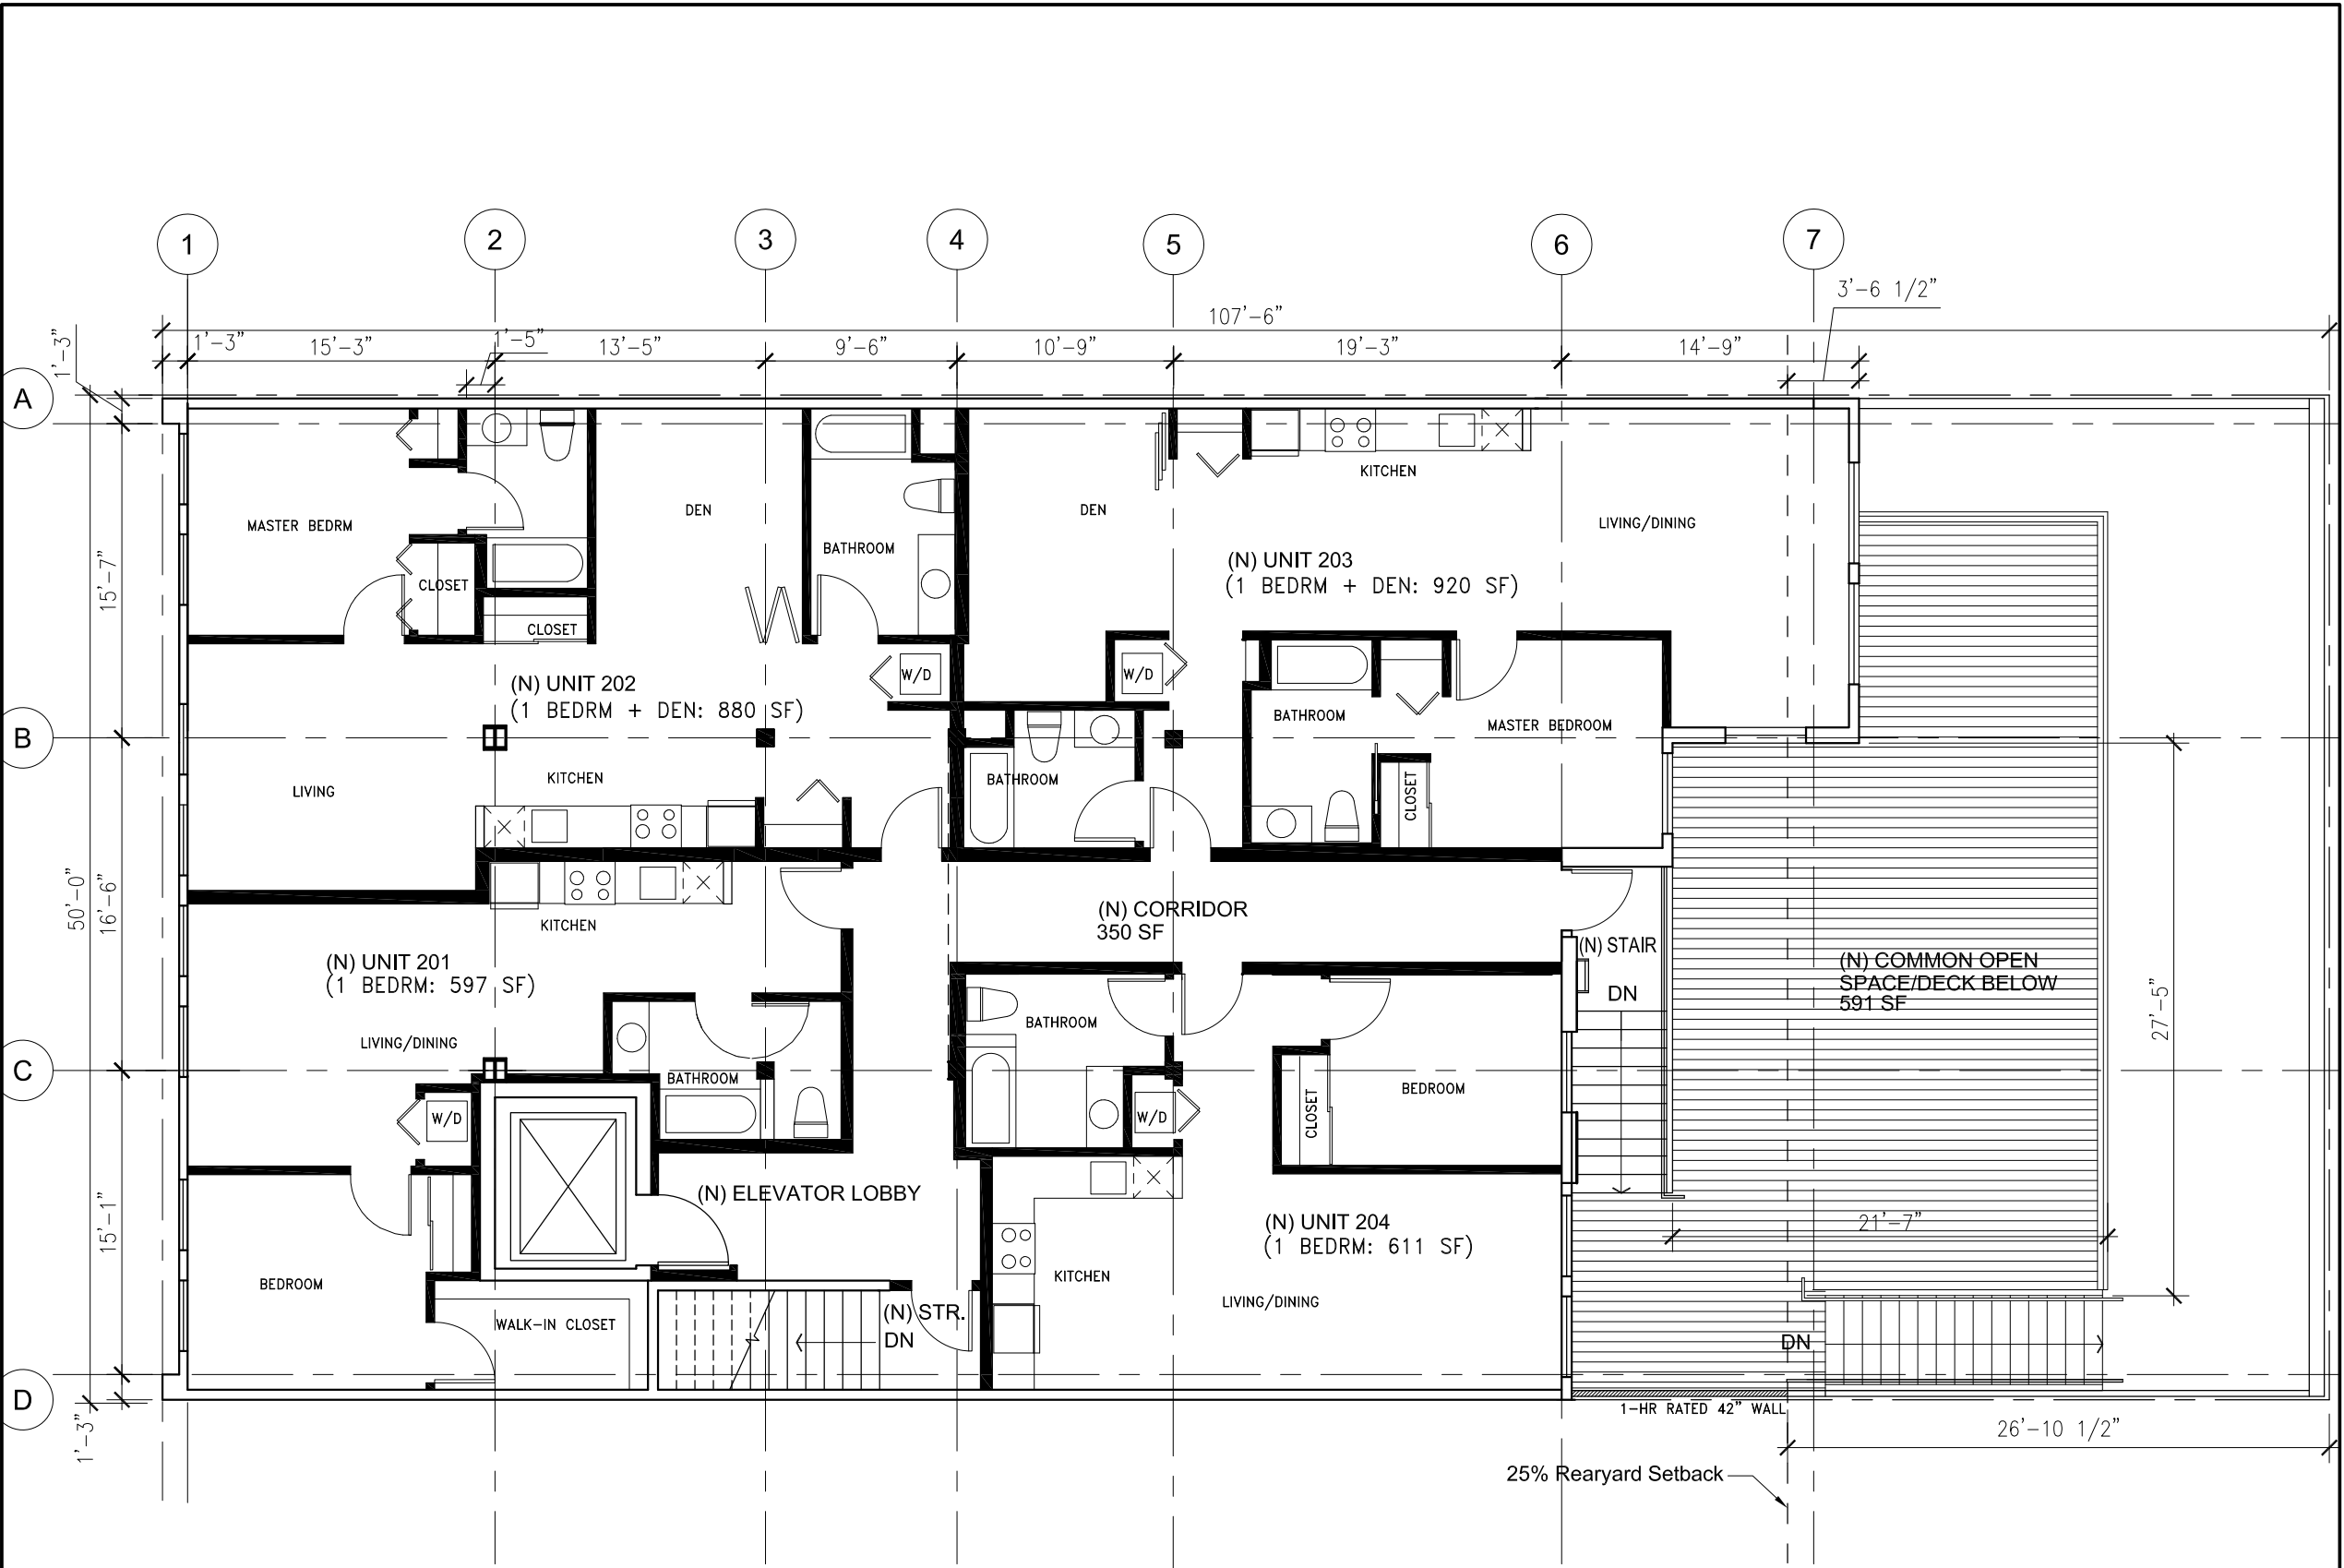 1
2
3
4
5
6
7
3'-6 1/2"
107'-6"
1'-3"
1'-3"
15'-3"
1'-5"
13'-5"
9'-6"
10'-9"
19'-3"
14'-9"
A
KITCHEN
MASTER BEDRM
DEN
DEN
LIVING/DINING
BATHROOM
(N) UNIT 203
(1 BEDRM + DEN: 920 SF)
15'-7"
CLOSET
CLOSET
W/D
W/D
(N) UNIT 202
(1 BEDRM + DEN: 880 SF)
BATHROOM
MASTER BEDROOM
B
KITCHEN
BATHROOM
LIVING
CLOSET
50'-0"
16'-6"
KITCHEN
(N) CORRIDOR
350 SF
(N) STAIR
DN
(N) UNIT 201
(1 BEDRM: 597 SF)
(N) COMMON OPEN
SPACE/DECK BELOW
591 SF
27'-5"
LIVING/DINING
BATHROOM
C
BATHROOM
BEDROOM
W/D
W/D
CLOSET
15'-1"
(N) ELEVATOR LOBBY
(N) UNIT 204
(1 BEDRM: 611 SF)
21'-7"
BEDROOM
KITCHEN
LIVING/DINING
WALK-IN CLOSET
(N) STR.
DN
DN
D
1'-3"
1-HR RATED 42" WALL
26'-10 1/2"
25% Rearyard Setback